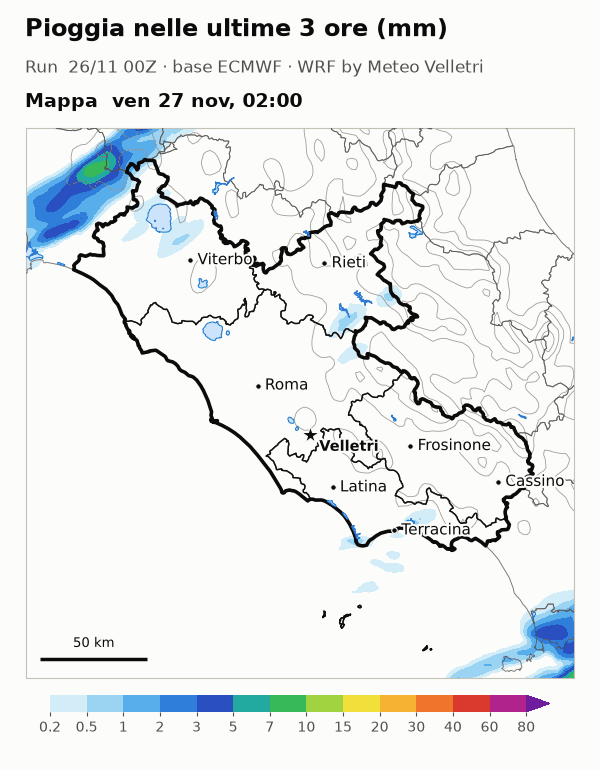 Pioggia nelle ultime 3 ore (mm)
Run  26/11 00Z · base ECMWF · WRF by Meteo Velletri
Mappa  ven 27 nov, 02:00
Viterbo
Rieti
Roma
Velletri
Frosinone
Cassino
Latina
Terracina
50 km
0.2 0.5 1 2 3 5 7 10 15 20 30 40 60 80